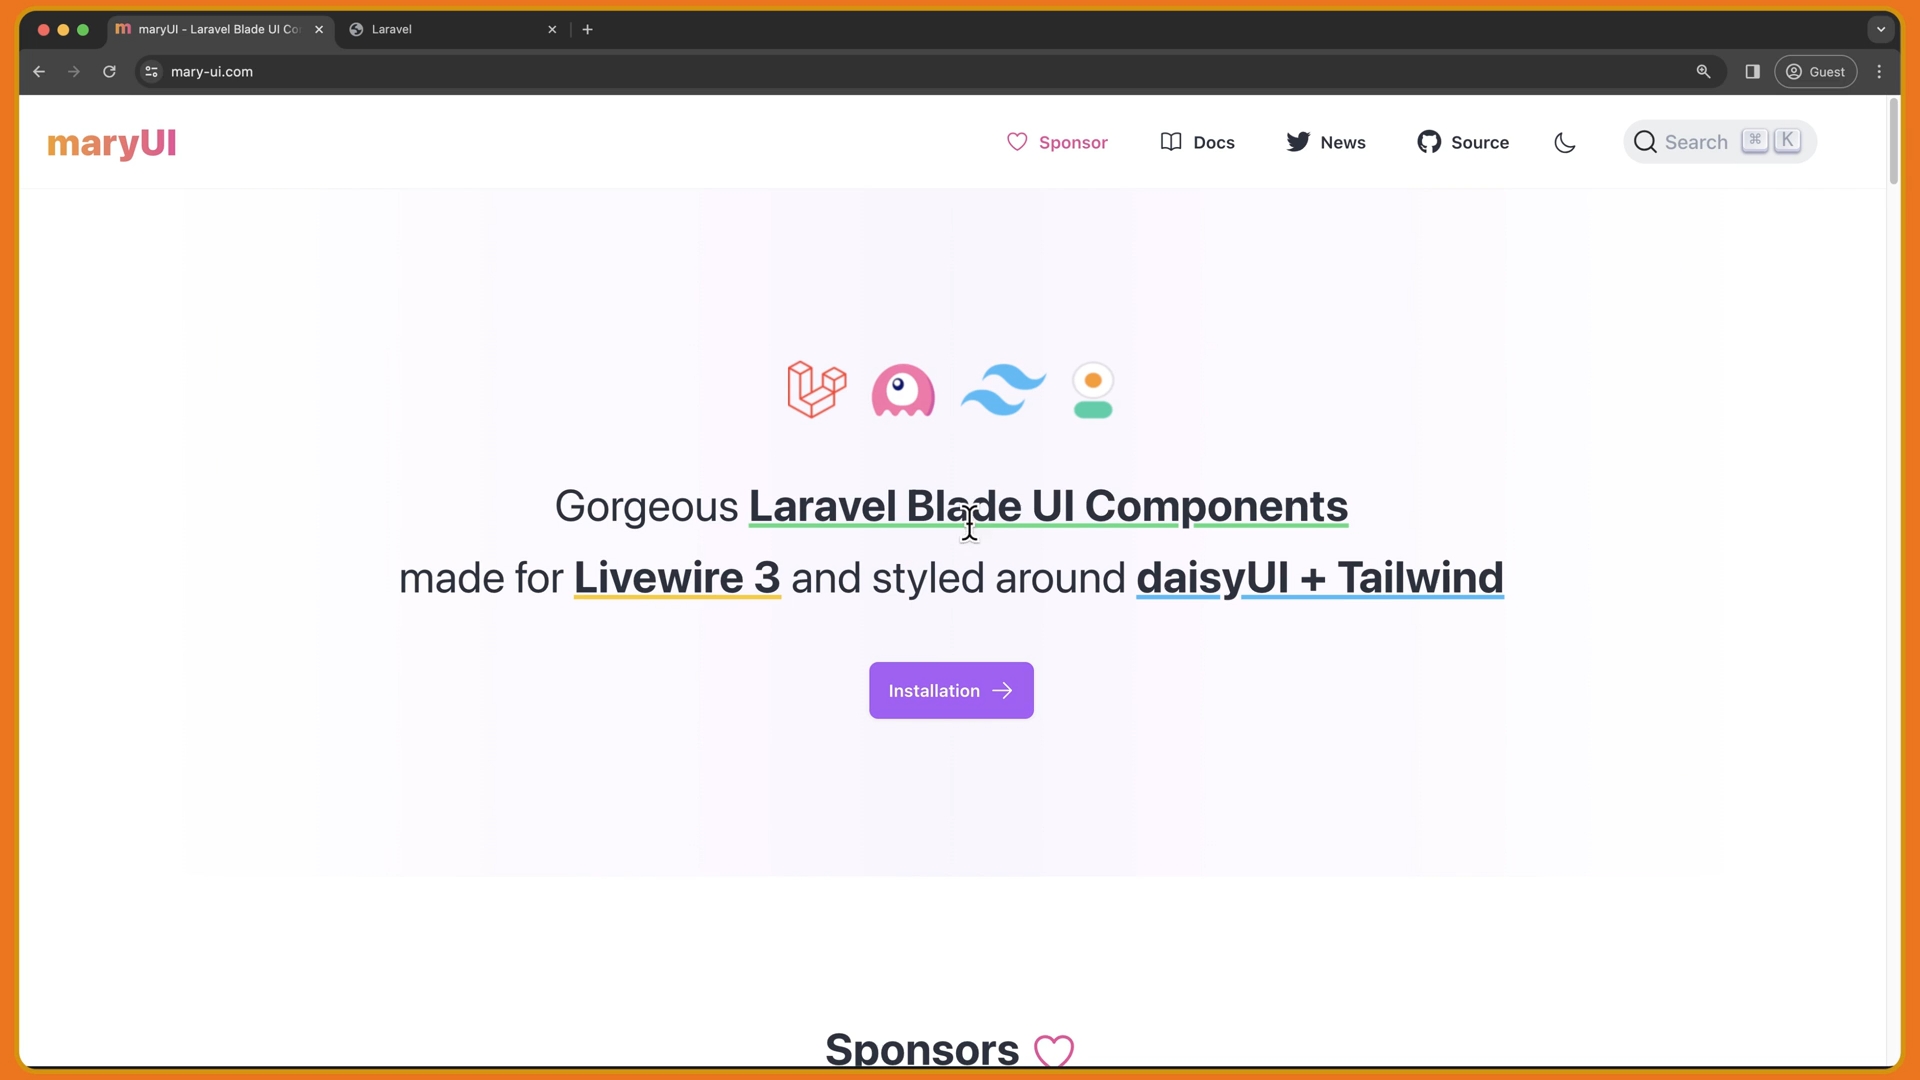 maryUI - Laravel Blade UI Co
Laravel
mary-ui.com
Guest
maryUI
Sponsor
Docs
News
Source
Search ⌘ K
Gorgeous Laravel Blade UI Components
made for Livewire 3 and styled around daisyUI + Tailwind
Installation
Sponsors